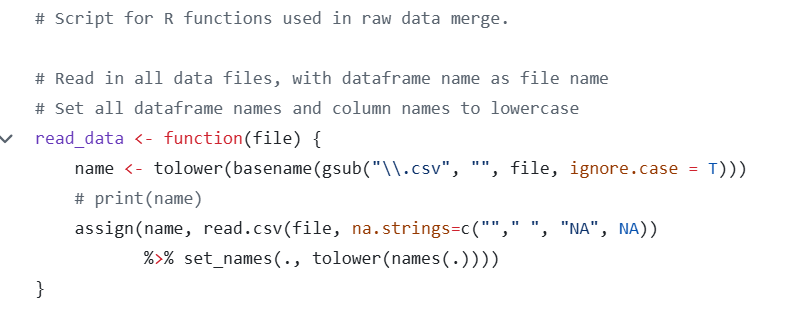 # Script for R functions used in raw data merge.
# Read in all data files, with dataframe name as file name
# Set all dataframe names and column names to lowercase
read_data <- function(file) {
    name <- tolower(basename(gsub("\\.csv", "", file, ignore.case = T)))
    # print(name)
    assign(name, read.csv(file, na.strings=c(""," ", "NA", NA))
           %>% set_names(., tolower(names(.))))
}